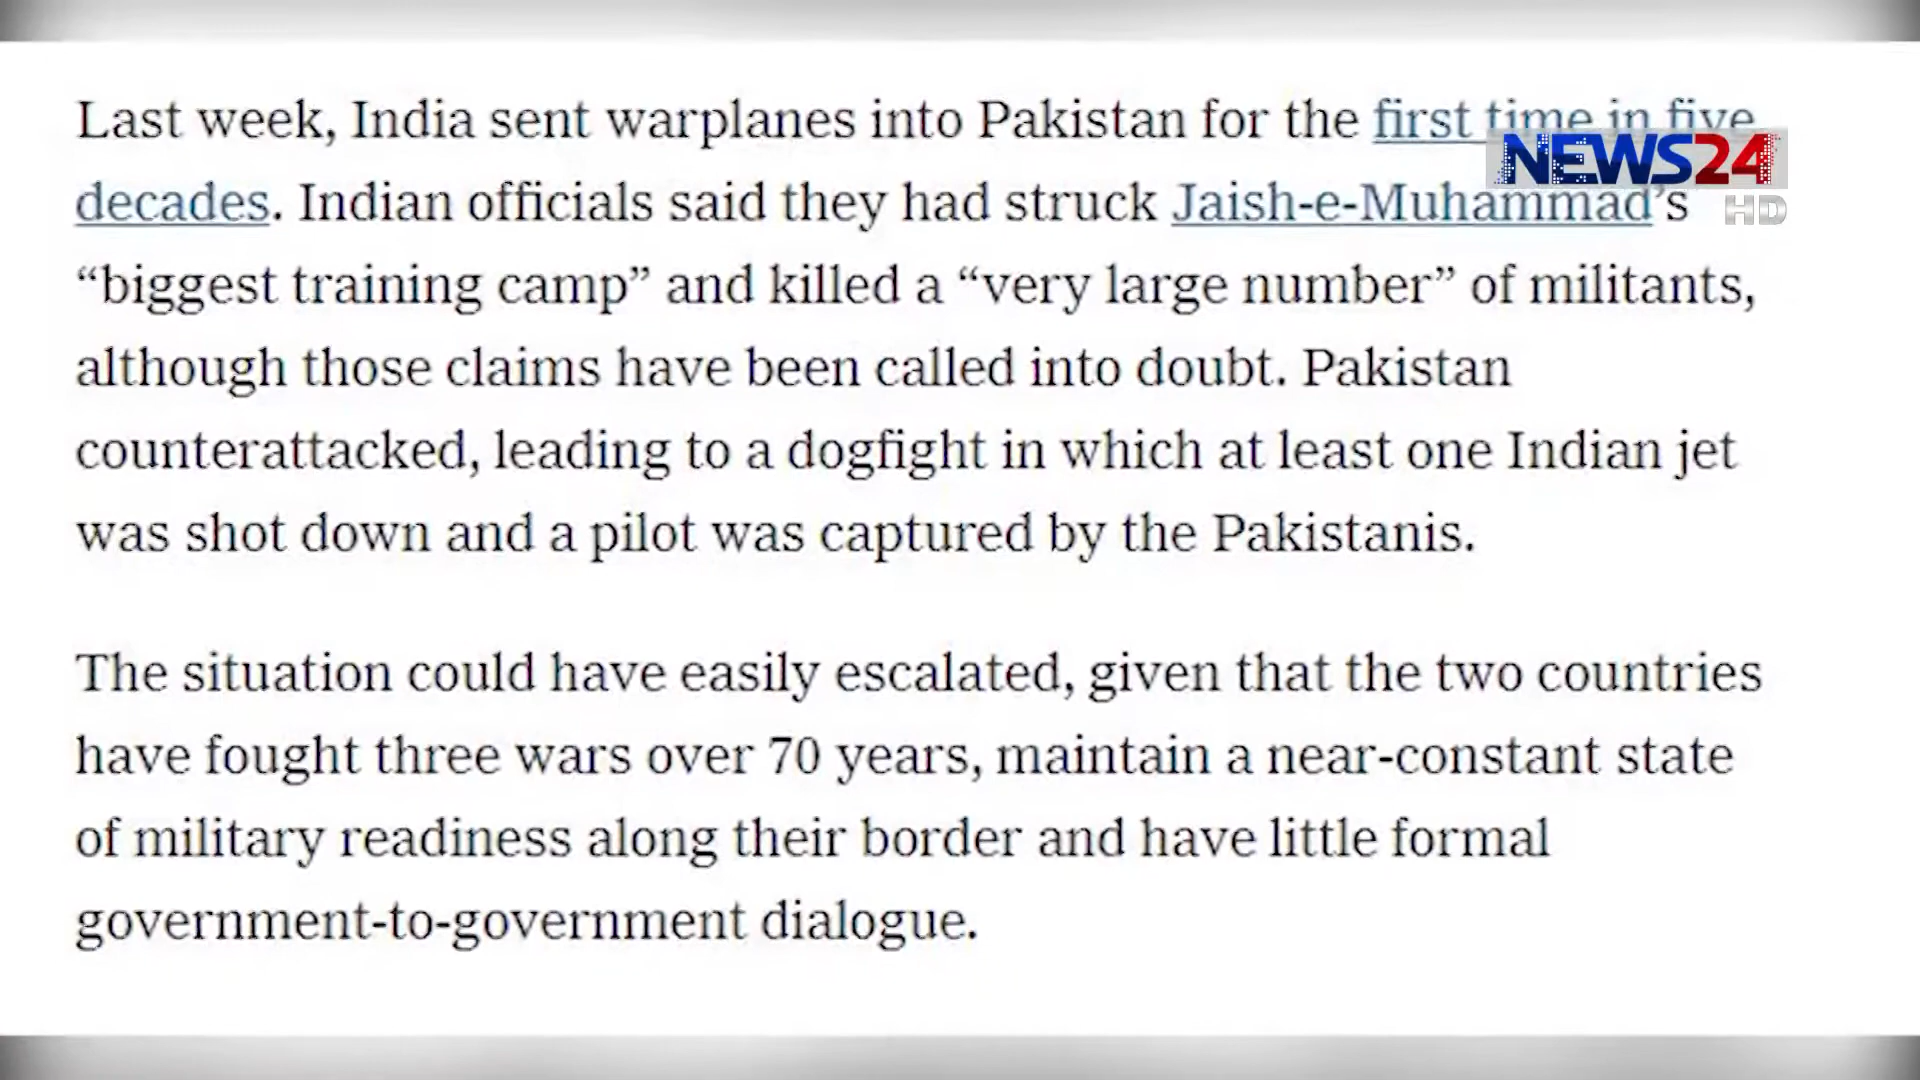 Last week, India sent warplanes into Pakistan for the first time in five
NEWS24
decades. Indian officials said they had struck Jaish-e-Muhammad’s
HD
“biggest training camp” and killed a “very large number” of militants,
although those claims have been called into doubt. Pakistan
counterattacked, leading to a dogfight in which at least one Indian jet
was shot down and a pilot was captured by the Pakistanis.
The situation could have easily escalated, given that the two countries
have fought three wars over 70 years, maintain a near-constant state
of military readiness along their border and have little formal
government-to-government dialogue.